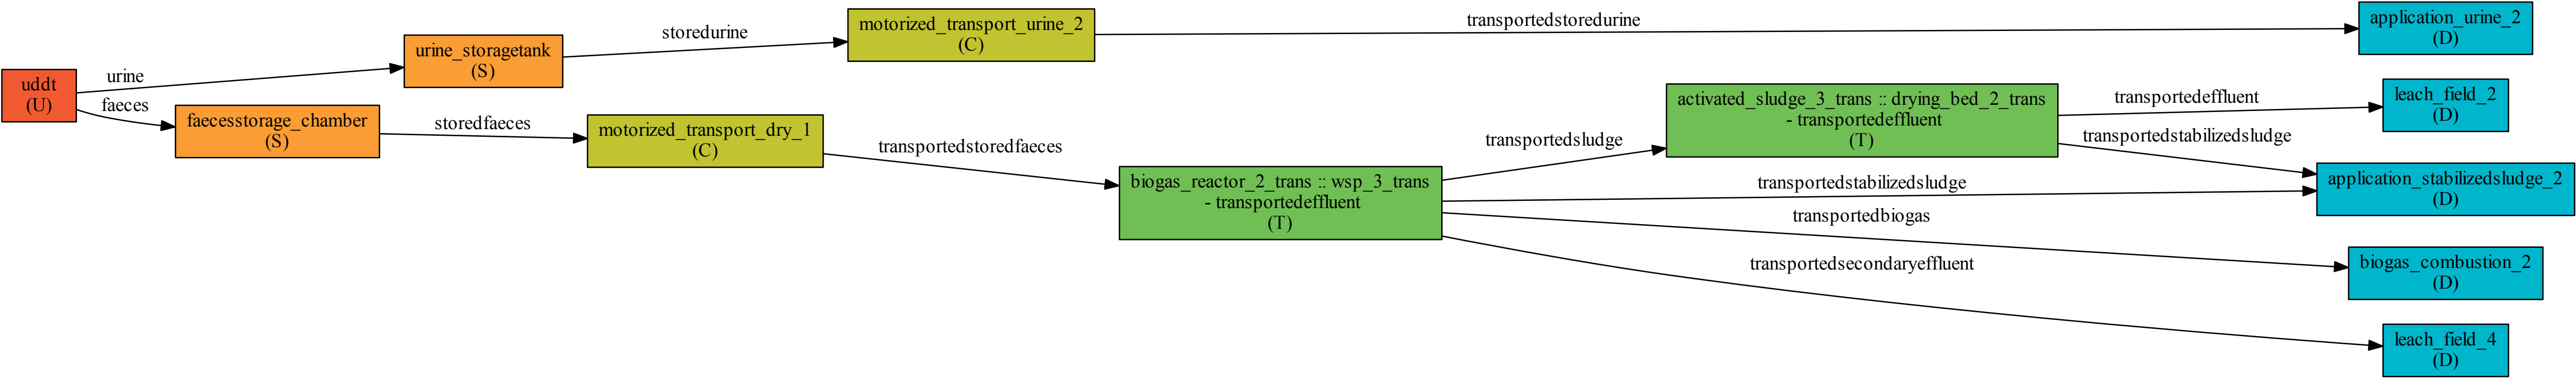 uddt
(U)
urine
faeces
urine_storagetank
(S)
faecesstorage_chamber
(S)
storedurine
storedfaeces
motorized_transport_urine_2
(C)
motorized_transport_dry_1
(C)
transportedstoredurine
transportedstoredfaeces
biogas_reactor_2_trans :: wsp_3_trans
- transportedeffluent
(T)
transportedsludge
transportedstabilizedsludge
transportedbiogas
transportedsecondaryeffluent
activated_sludge_3_trans :: drying_bed_2_trans
- transportedeffluent
(T)
transportedeffluent
transportedstabilizedsludge
application_urine_2
(D)
leach_field_2
(D)
application_stabilizedsludge_2
(D)
biogas_combustion_2
(D)
leach_field_4
(D)